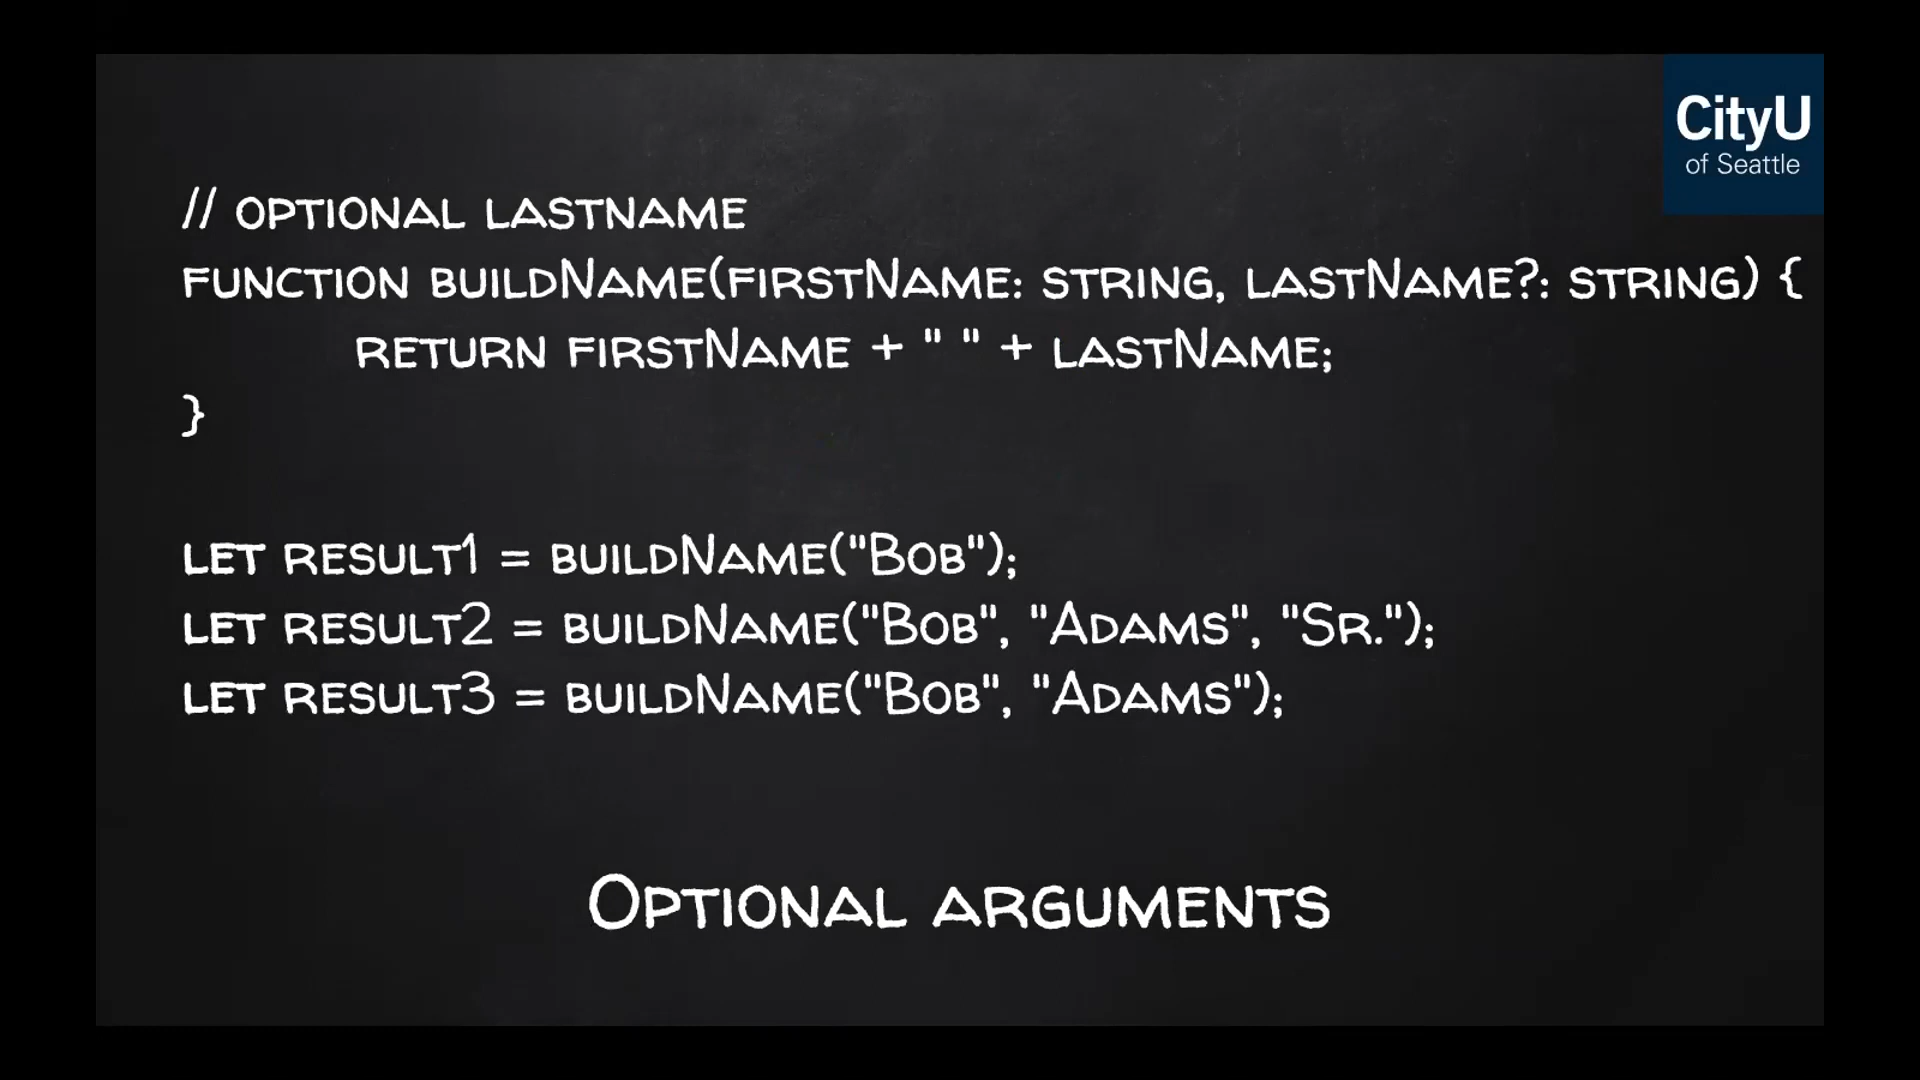 CityU
of Seattle
// optional lastname
function buildName(firstName: string, lastName?: string) {
return firstName + " " + lastName;
}
let result1 = buildName("Bob");
let result2 = buildName("Bob", "Adams", "Sr.");
let result3 = buildName("Bob", "Adams");
Optional arguments